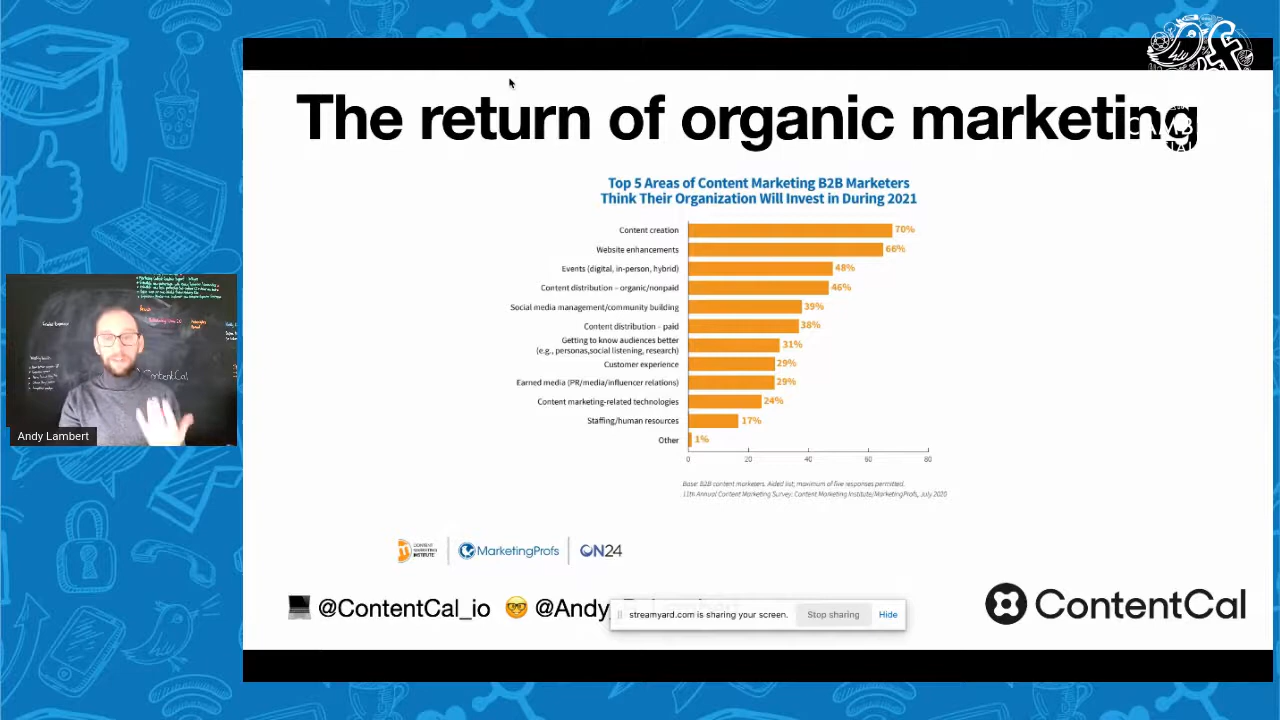 The return of organic marketing
Top 5 Areas of Content Marketing B2B Marketers
Think Their Organization Will Invest in During 2021
Content creation 70%
Website enhancements 66%
Events (digital, in-person, hybrid) 48%
Content distribution – organic/nonpaid 46%
Social media management/community building 39%
Content distribution – paid 38%
Getting to know audiences better
(e.g., personas,social listening, research) 31%
Customer experience 29%
Earned media (PR/media/influencer relations) 29%
Content marketing-related technologies 24%
Staffing/human resources 17%
Other 1%
0 20 40 60 80
Base: B2B content marketers. Aided list; maximum of five responses permitted.
11th Annual Content Marketing Survey: Content Marketing Institute/MarketingProfs, July 2020
Andy Lambert
ContentCal
CONTENT
MARKETING
INSTITUTE
MarketingProfs
ON24
@ContentCal_io @Andy
streamyard.com is sharing your screen. Stop sharing Hide
ContentCal